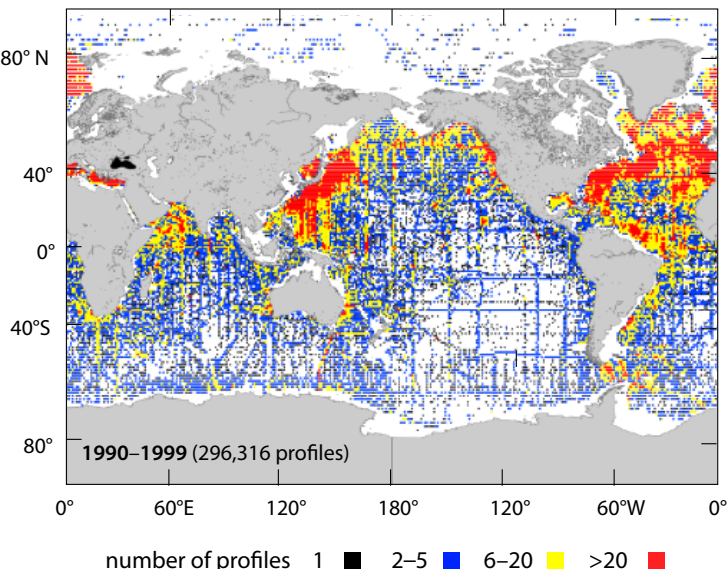 80° N
40°
0°
40°S
80°
1990–1999 (296,316 profiles)
0° 60°E 120° 180° 120° 60°W 0°
number of profiles 1 2–5 6–20 >20